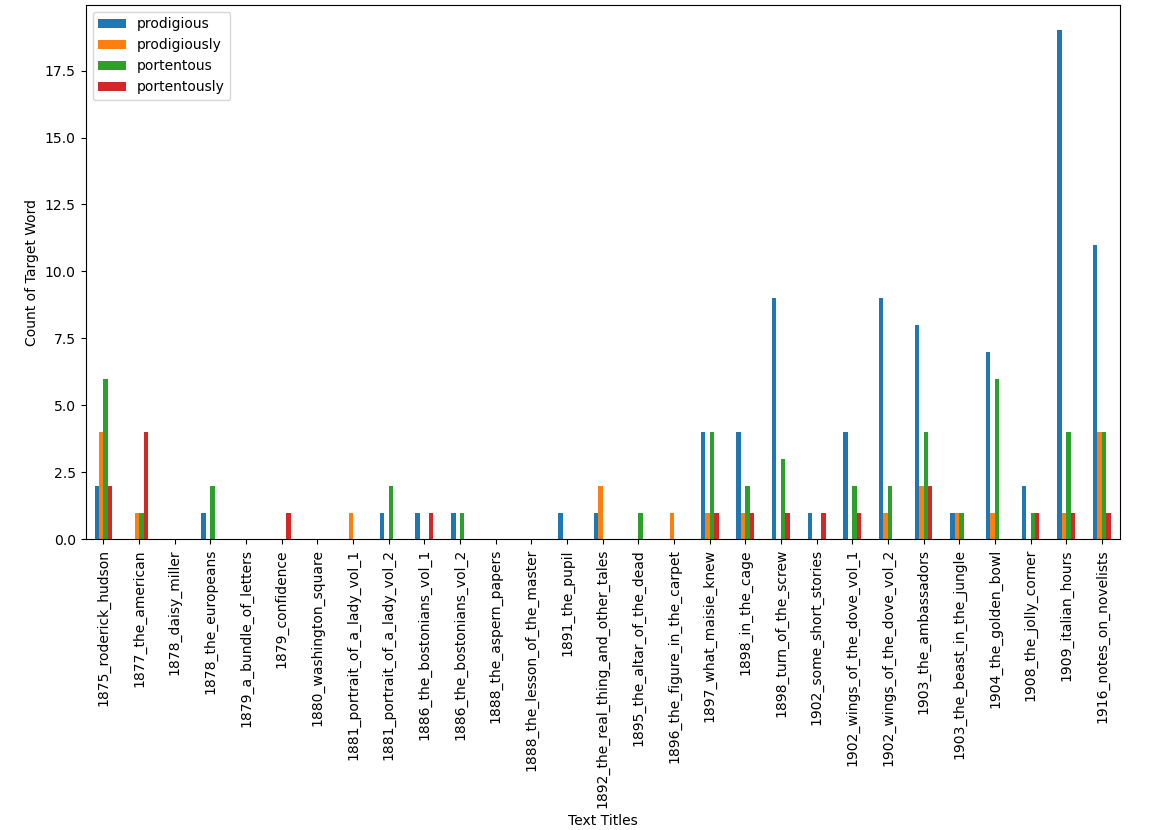 prodigious
prodigiously
portentous
portentously
17.5
15.0
12.5
10.0
7.5
5.0
2.5
0.0
Count of Target Word
1875_roderick_hudson
1877_the_american
1878_daisy_miller
1878_the_europeans
1879_a_bundle_of_letters
1879_confidence
1880_washington_square
1881_portrait_of_a_lady_vol_1
1881_portrait_of_a_lady_vol_2
1886_the_bostonians_vol_1
1886_the_bostonians_vol_2
1888_the_aspern_papers
1888_the_lesson_of_the_master
1891_the_pupil
1892_the_real_thing_and_other_tales
1895_the_altar_of_the_dead
1896_the_figure_in_the_carpet
1897_what_maisie_knew
1898_in_the_cage
1898_turn_of_the_screw
1902_some_short_stories
1902_wings_of_the_dove_vol_1
1902_wings_of_the_dove_vol_2
1903_the_ambassadors
1903_the_beast_in_the_jungle
1904_the_golden_bowl
1908_the_jolly_corner
1909_italian_hours
1916_notes_on_novelists
Text Titles